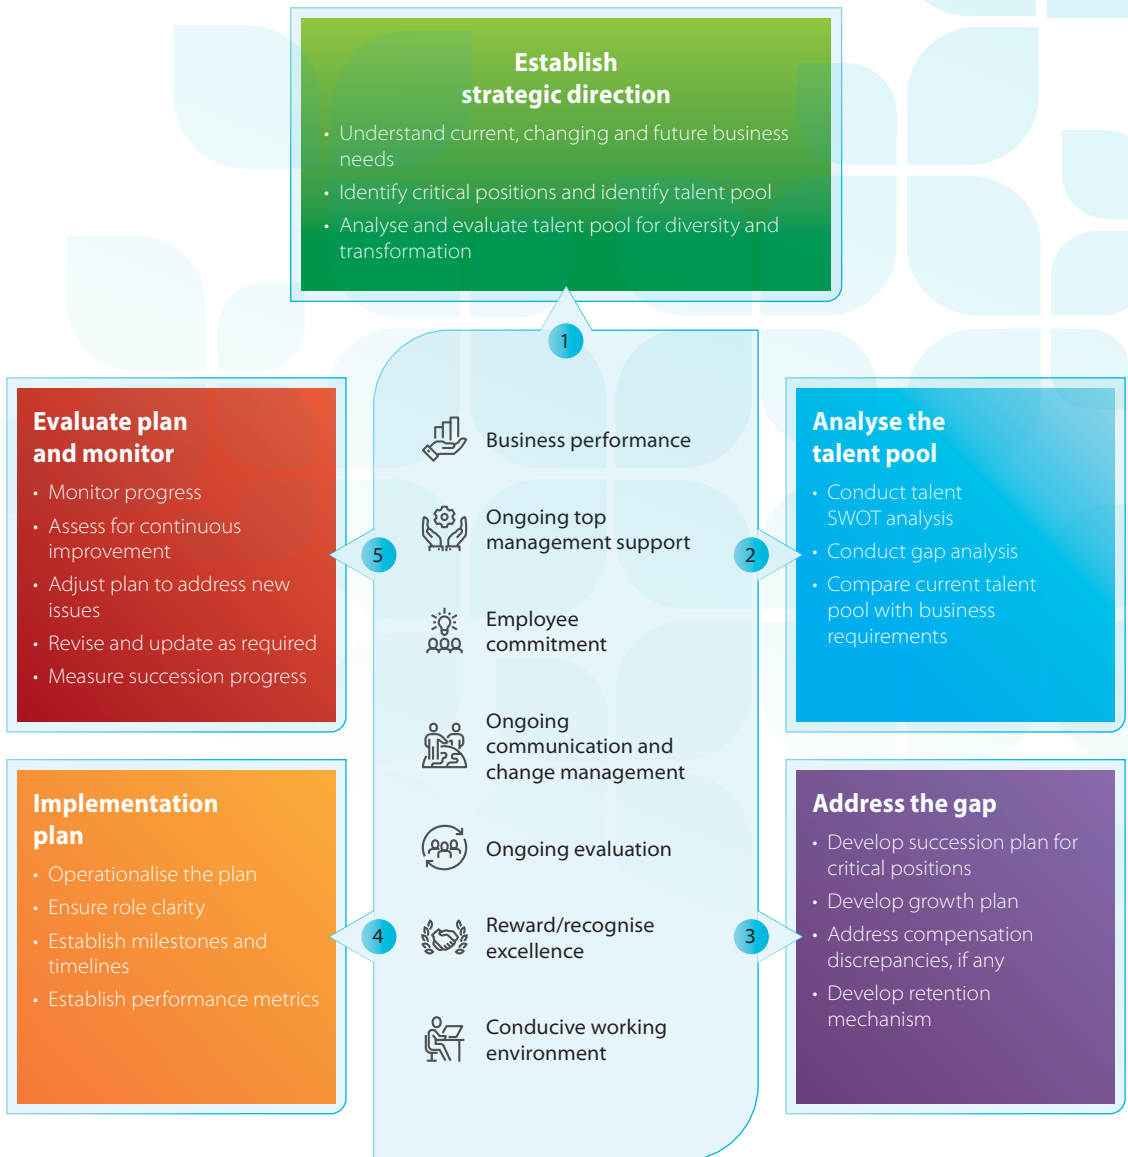 Establish
strategic direction
• Understand current, changing and future business
needs
• Identify critical positions and identify talent pool
• Analyse and evaluate talent pool for diversity and
transformation
1
Business performance
Ongoing top
management support
Employee
commitment
Ongoing
communication and
change management
Ongoing evaluation
Reward/recognise
excellence
Conducive working
environment
2
Analyse the
talent pool
• Conduct talent
SWOT analysis
• Conduct gap analysis
• Compare current talent
pool with business
requirements
3
Address the gap
• Develop succession plan for
critical positions
• Develop growth plan
• Address compensation
discrepancies, if any
• Develop retention
mechanism
4
Implementation
plan
• Operationalise the plan
• Ensure role clarity
• Establish milestones and
timelines
• Establish performance metrics
5
Evaluate plan
and monitor
• Monitor progress
• Assess for continuous
improvement
• Adjust plan to address new
issues
• Revise and update as required
• Measure succession progress